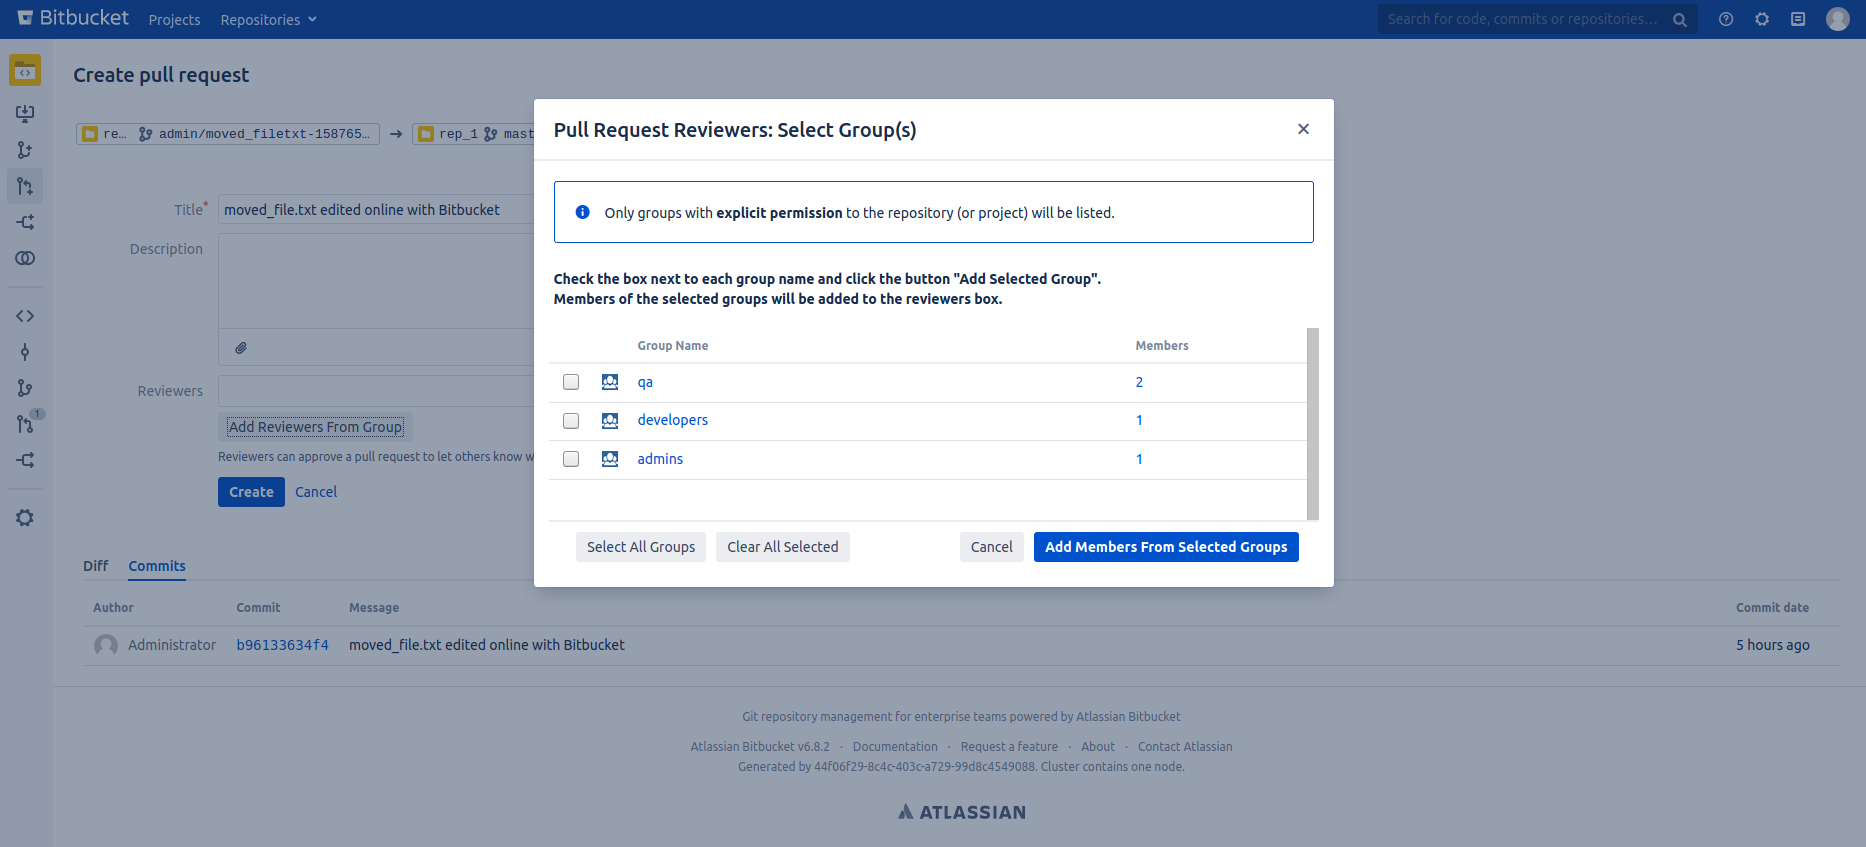 Bitbucket Projects Repositories Search for code, commits or repositories...
Create pull request
re... admin/moved_filetxt-158765... → rep_1 mast
Title* moved_file.txt edited online with Bitbucket
Description
Reviewers
Add Reviewers From Group
Reviewers can approve a pull request to let others know w
Create Cancel
1
Pull Request Reviewers: Select Group(s)
Only groups with explicit permission to the repository (or project) will be listed.
Check the box next to each group name and click the button "Add Selected Group".
Members of the selected groups will be added to the reviewers box.
Group Name Members
qa 2
developers 1
admins 1
Select All Groups Clear All Selected Cancel Add Members From Selected Groups
Diff Commits
Author Commit Message Commit date
Administrator b96133634f4 moved_file.txt edited online with Bitbucket 5 hours ago
Git repository management for enterprise teams powered by Atlassian Bitbucket
Atlassian Bitbucket v6.8.2 · Documentation · Request a feature · About · Contact Atlassian
Generated by 44f06f29-8c4c-403c-a729-99d8c4549088. Cluster contains one node.
ATLASSIAN